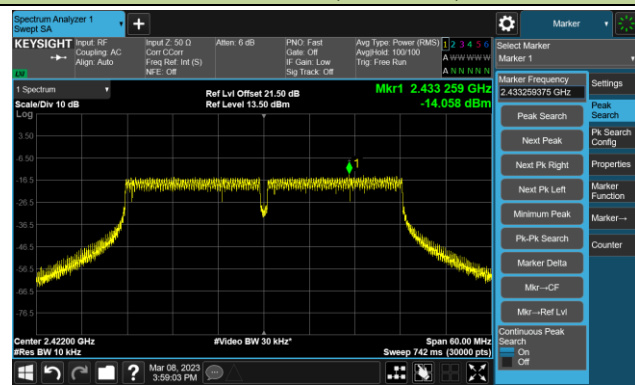 Spectrum Analyzer 1
Swept SA
Marker
KEYSIGHT
Input: RF
Coupling: AC
Align: Auto
Input Z: 50 Ω
Corr CCorr
Freq Ref: Int (S)
NFE: Off
Atten: 6 dB
PNO: Fast
Gate: Off
IF Gain: Low
Sig Track: Off
Avg Type: Power (RMS)
Avg|Hold: 100/100
Trig: Free Run
1 2 3 4 5 6
A W W W W W
A N N N N N
Select Marker
Marker 1
LXI
1 Spectrum
Scale/Div 10 dB
Log
Ref Lvl Offset 21.50 dB
Ref Level 13.50 dBm
Mkr1 2.433 259 GHz
-14.058 dBm
3.50
-6.50
-16.5
-26.5
-36.5
-46.5
-56.5
-66.5
-76.5
1
Center 2.42200 GHz
#Res BW 10 kHz
#Video BW 30 kHz*
Span 60.00 MHz
Sweep 742 ms (30000 pts)
Marker Frequency
2.433259375 GHz
Peak Search
Next Peak
Next Pk Right
Next Pk Left
Minimum Peak
Pk-Pk Search
Marker Delta
Mkr→CF
Mkr→Ref Lvl
Continuous Peak
Search
On
Off
Settings
Peak
Search
Pk Search
Config
Properties
Marker
Function
Marker→
Counter
Mar 08, 2023
3:59:03 PM